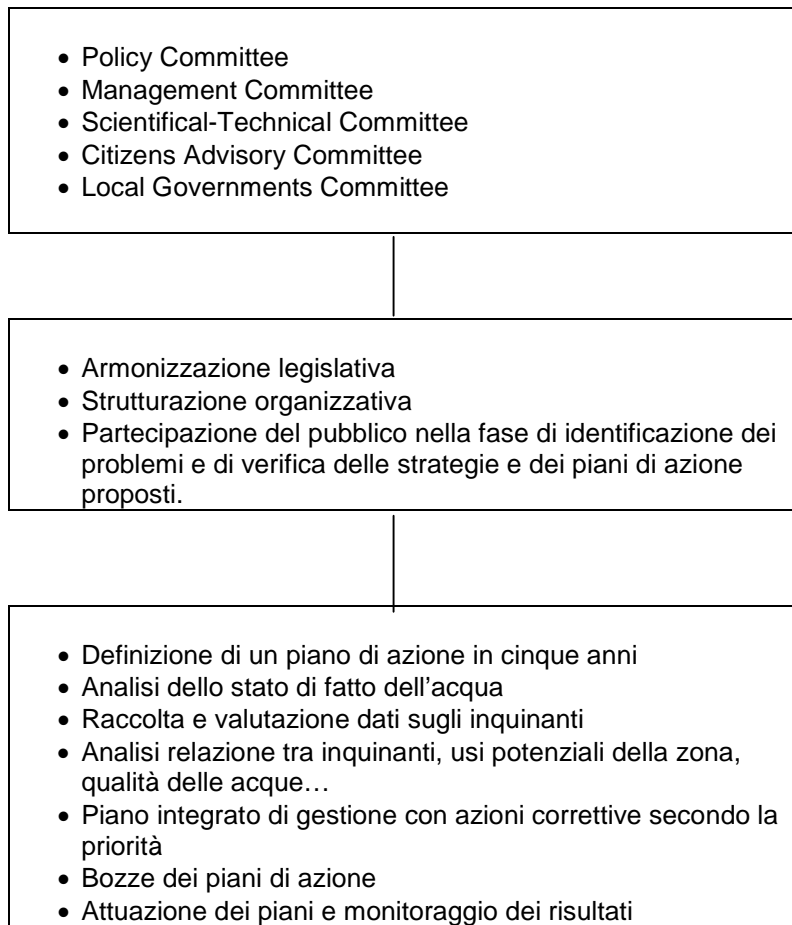 • Policy Committee
• Management Committee
• Scientifical-Technical Committee
• Citizens Advisory Committee
• Local Governments Committee
• Armonizzazione legislativa
• Strutturazione organizzativa
• Partecipazione del pubblico nella fase di identificazione dei
problemi e di verifica delle strategie e dei piani di azione
proposti.
• Definizione di un piano di azione in cinque anni
• Analisi dello stato di fatto dell’acqua
• Raccolta e valutazione dati sugli inquinanti
• Analisi relazione tra inquinanti, usi potenziali della zona,
qualità delle acque…
• Piano integrato di gestione con azioni correttive secondo la
priorità
• Bozze dei piani di azione
• Attuazione dei piani e monitoraggio dei risultati